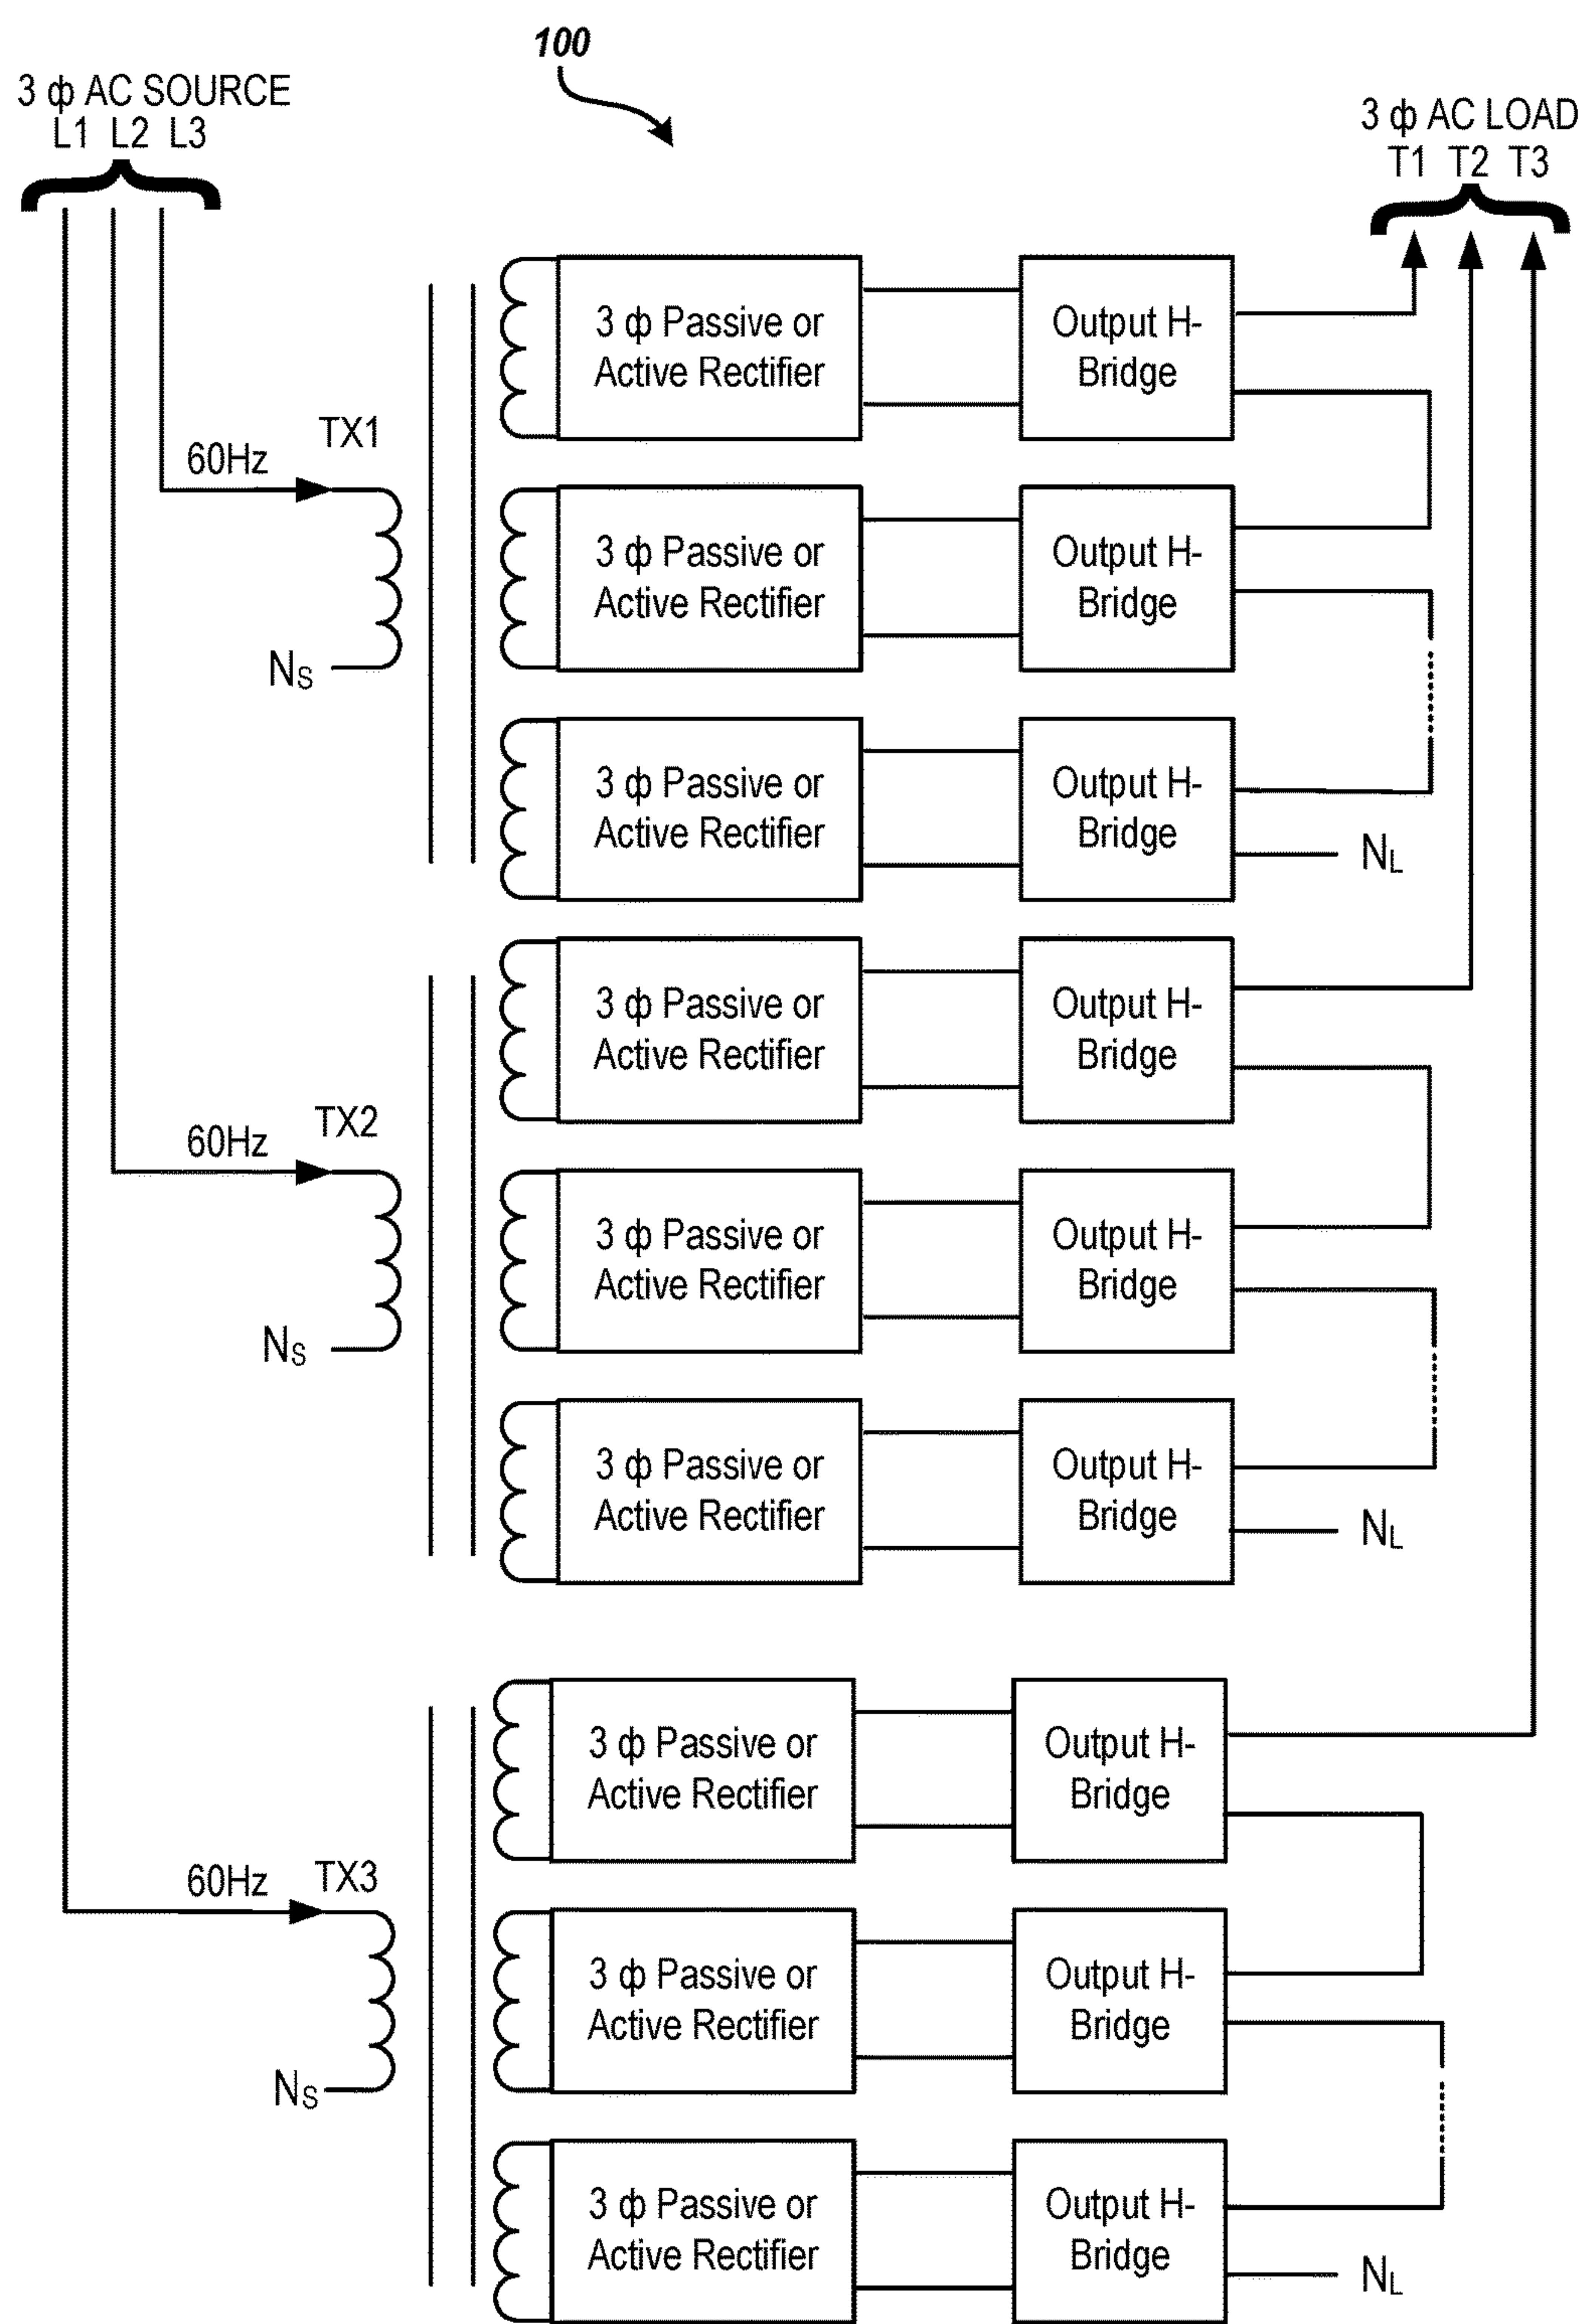 100
3 ф AC SOURCE
L1 L2 L3
3 ф AC LOAD
T1 T2 T3
3 ф Passive or
Active Rectifier
Output H-
Bridge
TX1
60Hz
NS
3 ф Passive or
Active Rectifier
Output H-
Bridge
3 ф Passive or
Active Rectifier
Output H-
Bridge
NL
3 ф Passive or
Active Rectifier
Output H-
Bridge
TX2
60Hz
NS
3 ф Passive or
Active Rectifier
Output H-
Bridge
3 ф Passive or
Active Rectifier
Output H-
Bridge
NL
3 ф Passive or
Active Rectifier
Output H-
Bridge
60Hz TX3
NS
3 ф Passive or
Active Rectifier
Output H-
Bridge
3 ф Passive or
Active Rectifier
Output H-
Bridge
NL